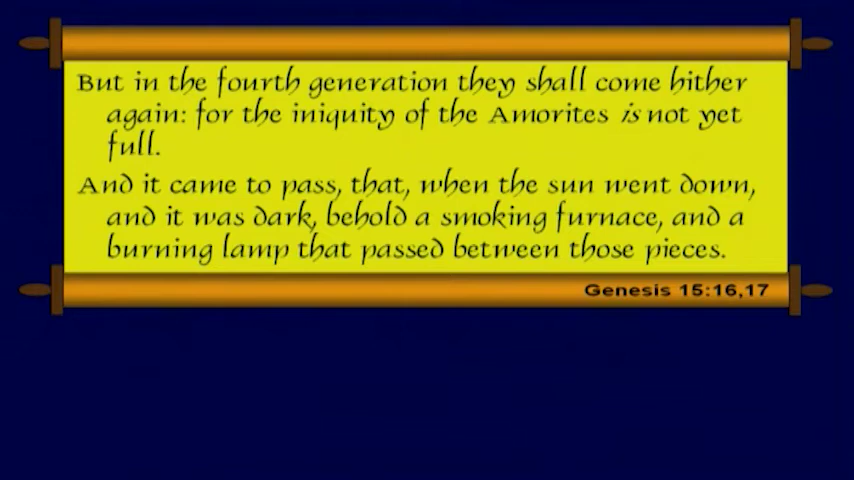 But in the fourth generation they shall come hither
again: for the iniquity of the Amorites is not yet
full.
And it came to pass, that, when the sun went down,
and it was dark, behold a smoking furnace, and a
burning lamp that passed between those pieces.
Genesis 15:16,17